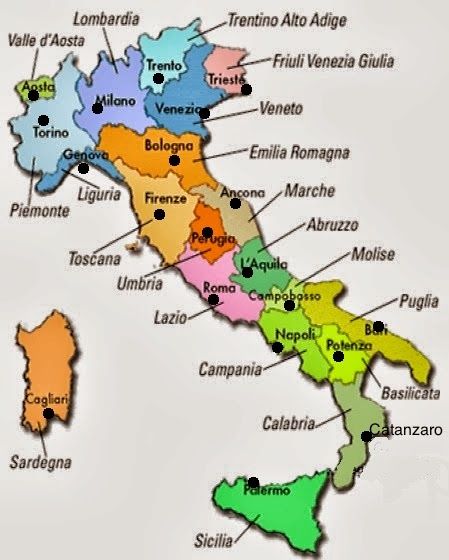 Lombardia
Trentino Alto Adige
Valle d'Aosta
Friuli Venezia Giulia
Trento
Trieste
Aosta
Milano
Venezia
Veneto
Torino
Bologna
Emilia Romagna
Genova
Liguria
Piemonte
Firenze
Ancona
Marche
Toscana
Perugia
Abruzzo
Umbria
L'Aquila
Molise
Roma
Campobasso
Puglia
Lazio
Napoli
Bari
Potenza
Campania
Basilicata
Cagliari
Calabria
Catanzaro
Sardegna
Palermo
Sicilia